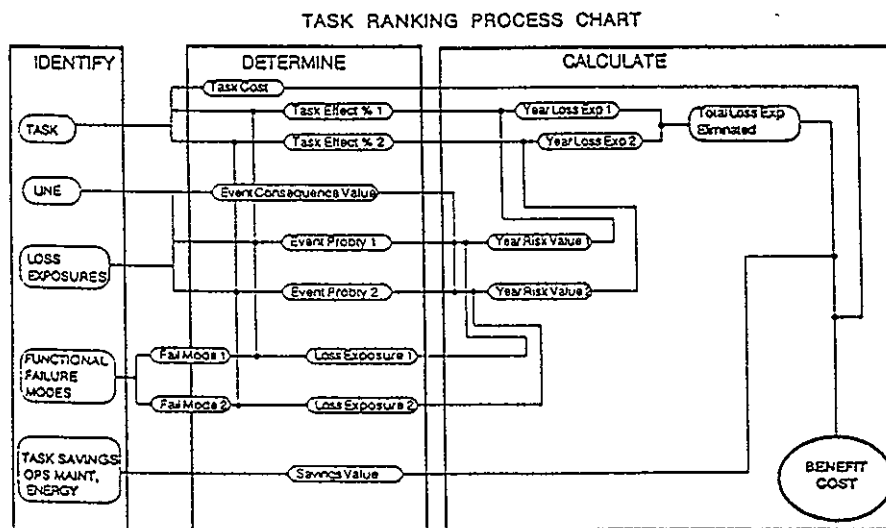 TASK RANKING PROCESS CHART
IDENTIFY
DETERMINE
CALCULATE
Task Cost
TASK
Task Effect % 1
Year Loss Exp 1
Total Loss Exp
Eliminated
Task Effect % 2
Year Loss Exp 2
LINE
Event Consequence Value
Event Probty 1
Year Risk Value 1
LOSS
EXPOSURES
Event Probty 2
Year Risk Value 2
FUNCTIONAL
FAILURE
MODES
Fail Mode 1
Loss Exposure 1
Fail Mode 2
Loss Exposure 2
TASK SAVINGS
OPS MAINT,
ENERGY
Savings Value
BENEFIT
COST